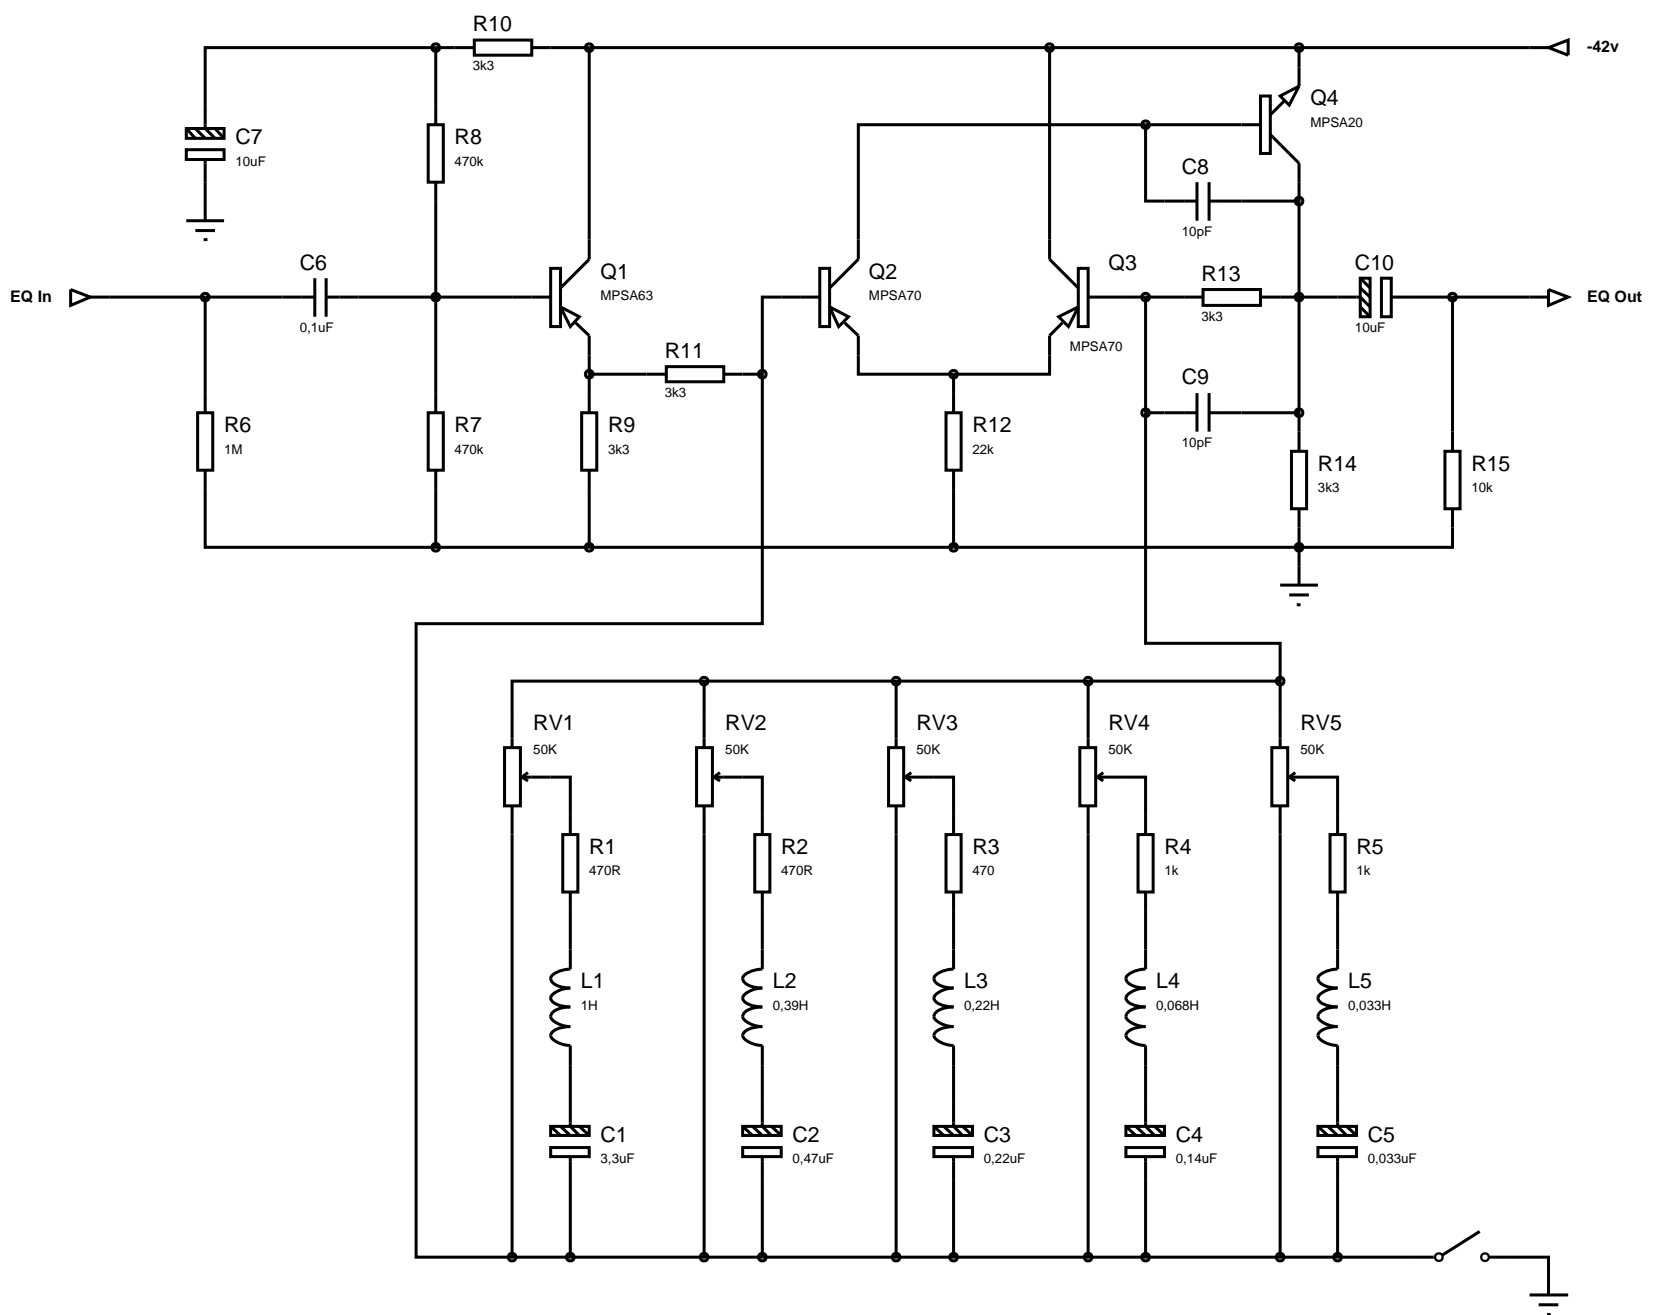 R10
3k3
-42v
Q4
MPSA20
C7
10uF
R8
470k
C8
10pF
C6
0,1uF
EQ In
Q1
MPSA63
Q2
MPSA70
Q3
MPSA70
R13
3k3
C10
10uF
EQ Out
R11
3k3
C9
10pF
R6
1M
R7
470k
R9
3k3
R12
22k
R14
3k3
R15
10k
RV1
50K
RV2
50K
RV3
50K
RV4
50K
RV5
50K
R1
470R
R2
470R
R3
470
R4
1k
R5
1k
L1
1H
L2
0,39H
L3
0,22H
L4
0,068H
L5
0,033H
C1
3,3uF
C2
0,47uF
C3
0,22uF
C4
0,14uF
C5
0,033uF